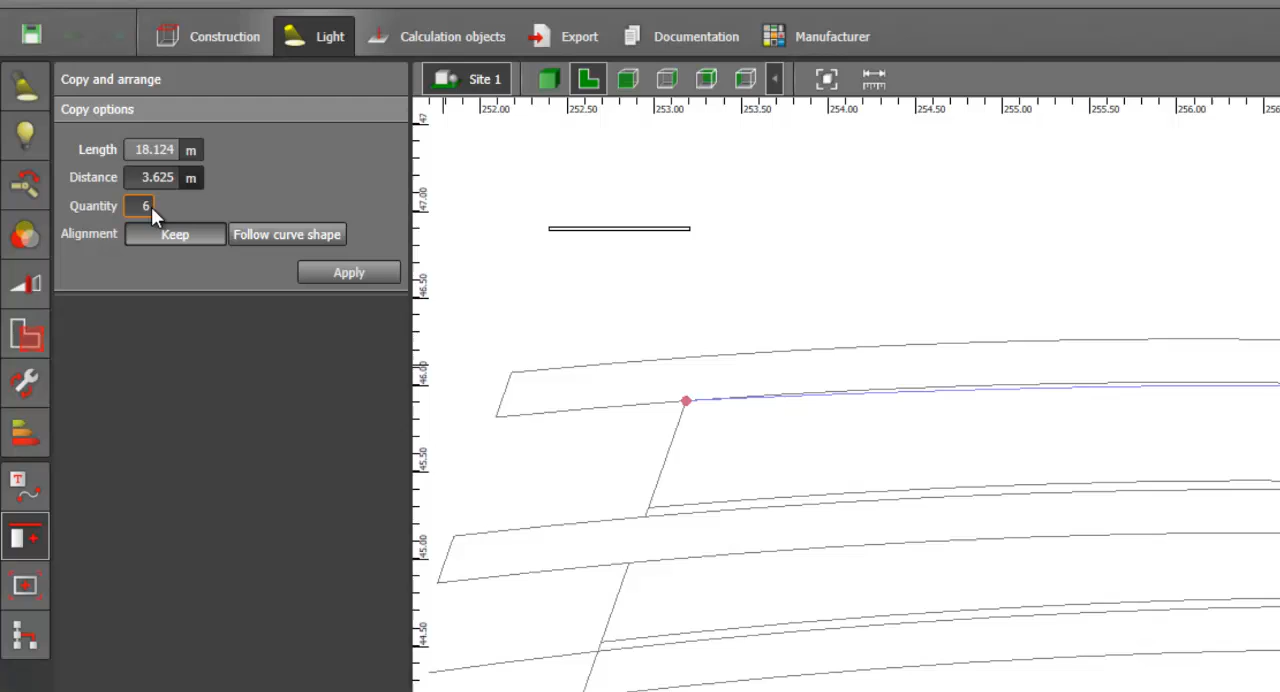 Construction
Light
Calculation objects
Export
Documentation
Manufacturer
Copy and arrange
Site 1
Copy options
Length 18.124 m
Distance 3.625 m
Quantity 6
Alignment Keep Follow curve shape
Apply
252.00 252.50 253.00 253.50 254.00 254.50 255.00 255.50 256.00
47
47.00
46.50
46.00
45.50
45.00
44.50
T